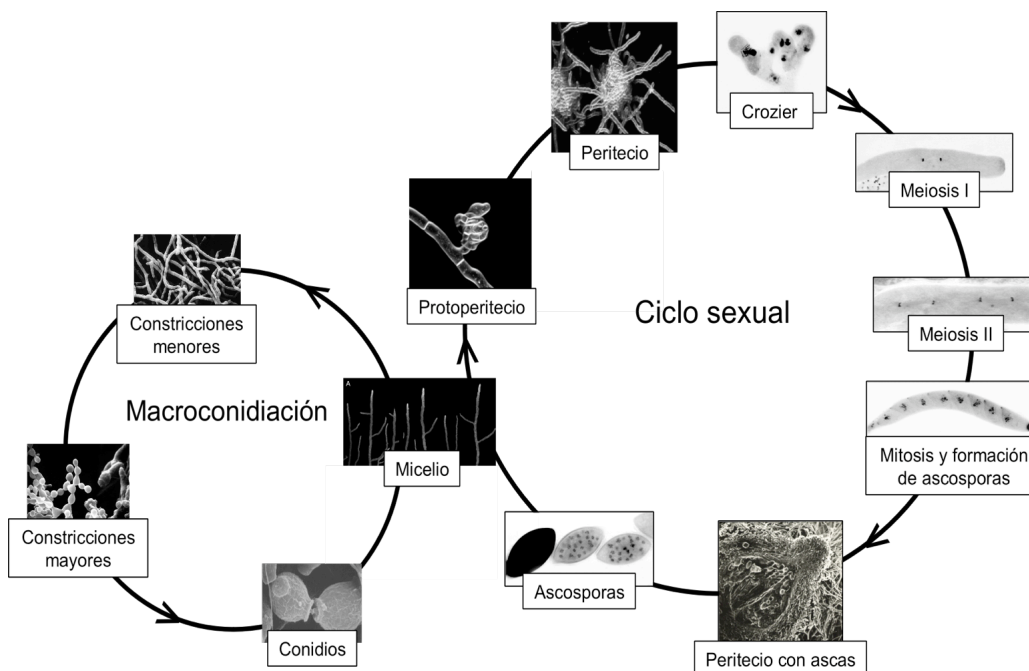 Peritecio
Crozier
Meiosis I
Protoperitecio
Constricciones
menores
Ciclo sexual
Meiosis II
Macroconidiación
A
Micelio
Mitosis y formación
de ascosporas
Constricciones
mayores
Ascosporas
Conidios
Peritecio con ascas